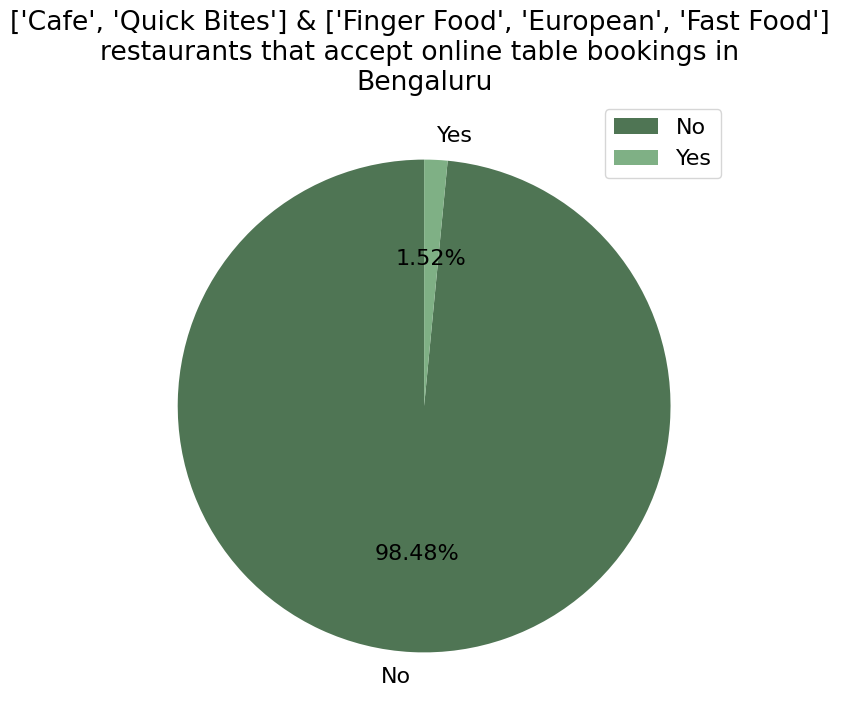 ['Cafe', 'Quick Bites'] & ['Finger Food', 'European', 'Fast Food']
restaurants that accept online table bookings in
Bengaluru
No
Yes
Yes
1.52%
98.48%
No